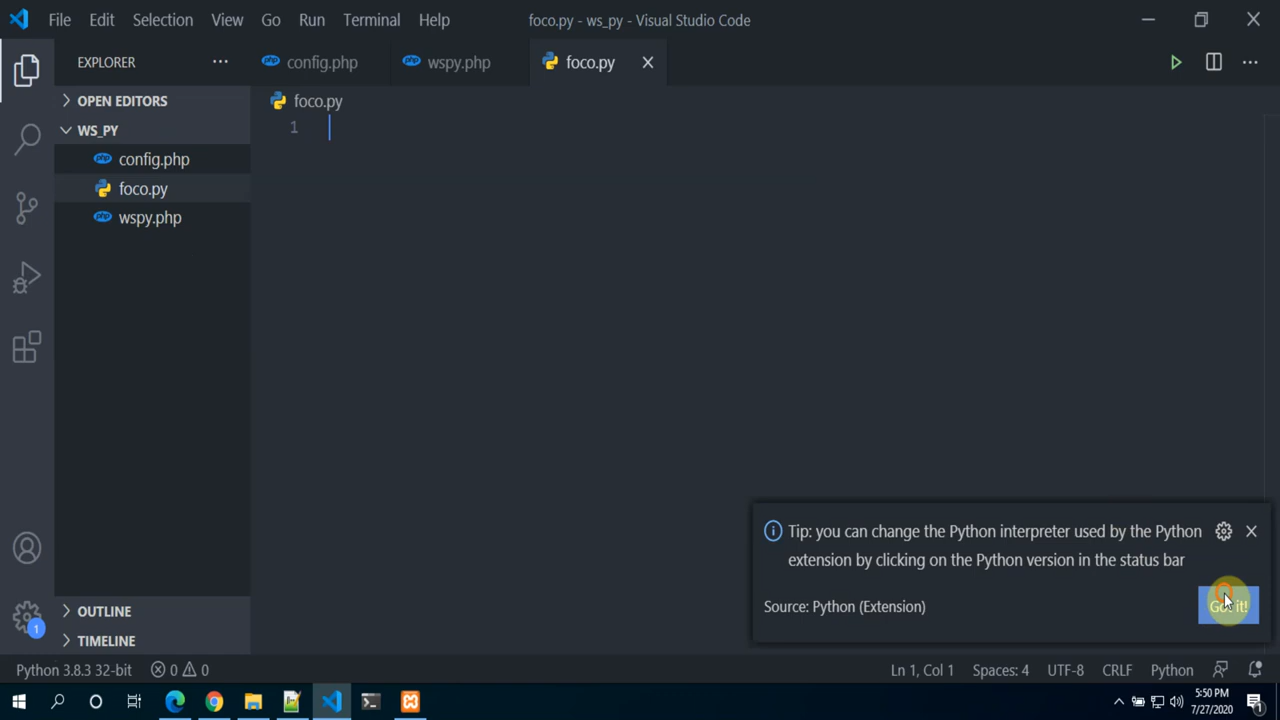 File Edit Selection View Go Run Terminal Help foco.py - ws_py - Visual Studio Code
EXPLORER
config.php wspy.php foco.py
OPEN EDITORS
foco.py
WS_PY
1
config.php
foco.py
wspy.php
Tip: you can change the Python interpreter used by the Python
extension by clicking on the Python version in the status bar
Source: Python (Extension) Got it!
OUTLINE
1
TIMELINE
Python 3.8.3 32-bit 0 0 Ln 1, Col 1 Spaces: 4 UTF-8 CRLF Python
5:50 PM
7/27/2020
1